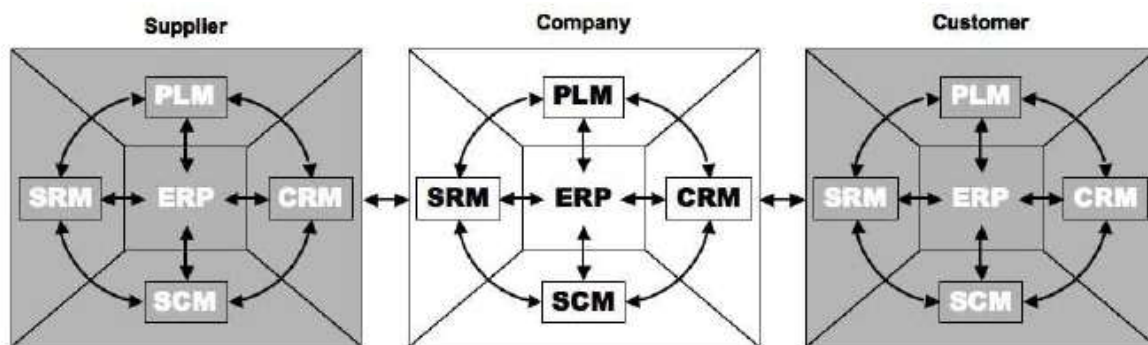 Supplier Company Customer
PLM PLM PLM
SRM ERP CRM SRM ERP CRM SRM ERP CRM
SCM SCM SCM